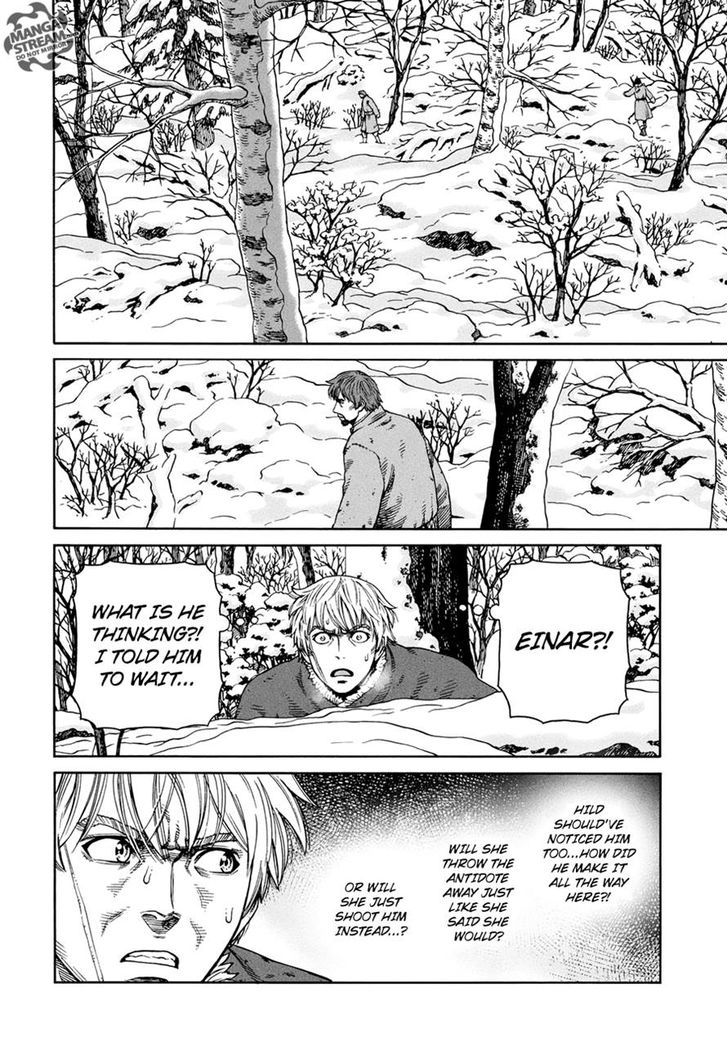 MANGA
STREAM
DO NOT MIRROR
EINAR?!
WHAT IS HE
THINKING?!
I TOLD HIM
TO WAIT...
HILD
SHOULD'VE
NOTICED HIM
TOO...HOW DID
HE MAKE IT
ALL THE WAY
HERE?!
WILL SHE
THROW THE
ANTIDOTE
AWAY JUST
LIKE SHE
SAID SHE
WOULD?
OR WILL
SHE JUST
SHOOT HIM
INSTEAD...?